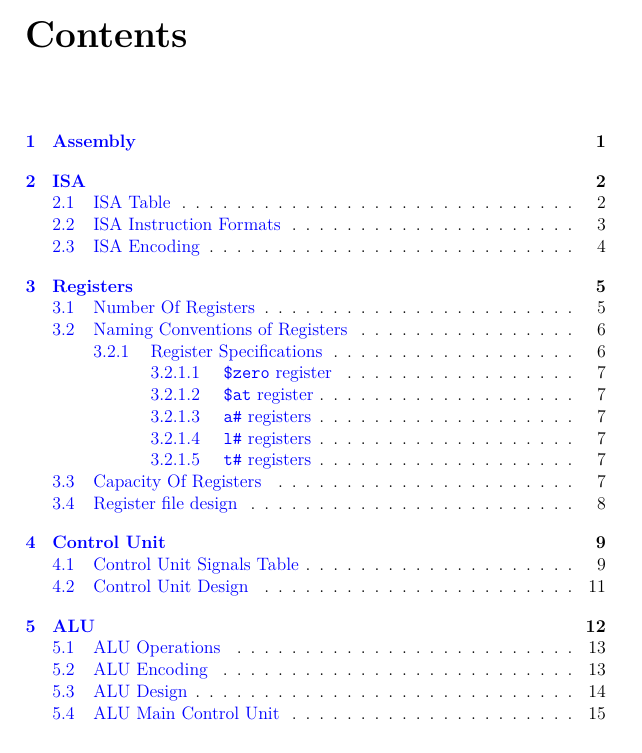 Contents
1 Assembly 1
2 ISA 2
2.1 ISA Table . . . . . . . . . . . . . . . . . . . . . . . . . . . . . 2
2.2 ISA Instruction Formats . . . . . . . . . . . . . . . . . . . . . 3
2.3 ISA Encoding . . . . . . . . . . . . . . . . . . . . . . . . . . . 4
3 Registers 5
3.1 Number Of Registers . . . . . . . . . . . . . . . . . . . . . . . 5
3.2 Naming Conventions of Registers . . . . . . . . . . . . . . . . 6
3.2.1 Register Specifications . . . . . . . . . . . . . . . . . . 6
3.2.1.1 $zero register . . . . . . . . . . . . . . . . . 7
3.2.1.2 $at register . . . . . . . . . . . . . . . . . . . 7
3.2.1.3 a# registers . . . . . . . . . . . . . . . . . . . 7
3.2.1.4 l# registers . . . . . . . . . . . . . . . . . . . 7
3.2.1.5 t# registers . . . . . . . . . . . . . . . . . . . 7
3.3 Capacity Of Registers . . . . . . . . . . . . . . . . . . . . . . 7
3.4 Register file design . . . . . . . . . . . . . . . . . . . . . . . . 8
4 Control Unit 9
4.1 Control Unit Signals Table . . . . . . . . . . . . . . . . . . . . 9
4.2 Control Unit Design . . . . . . . . . . . . . . . . . . . . . . . 11
5 ALU 12
5.1 ALU Operations . . . . . . . . . . . . . . . . . . . . . . . . . 13
5.2 ALU Encoding . . . . . . . . . . . . . . . . . . . . . . . . . . 13
5.3 ALU Design . . . . . . . . . . . . . . . . . . . . . . . . . . . . 14
5.4 ALU Main Control Unit . . . . . . . . . . . . . . . . . . . . . 15